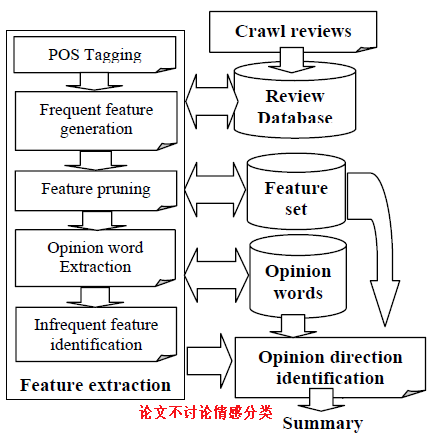 Crawl reviews
POS Tagging
Review
Database
Frequent feature
generation
Feature pruning
Feature
set
Opinion word
Extraction
Opinion
words
Infrequent feature
identification
Opinion direction
identification
Feature extraction
论文不讨论情感分类
Summary